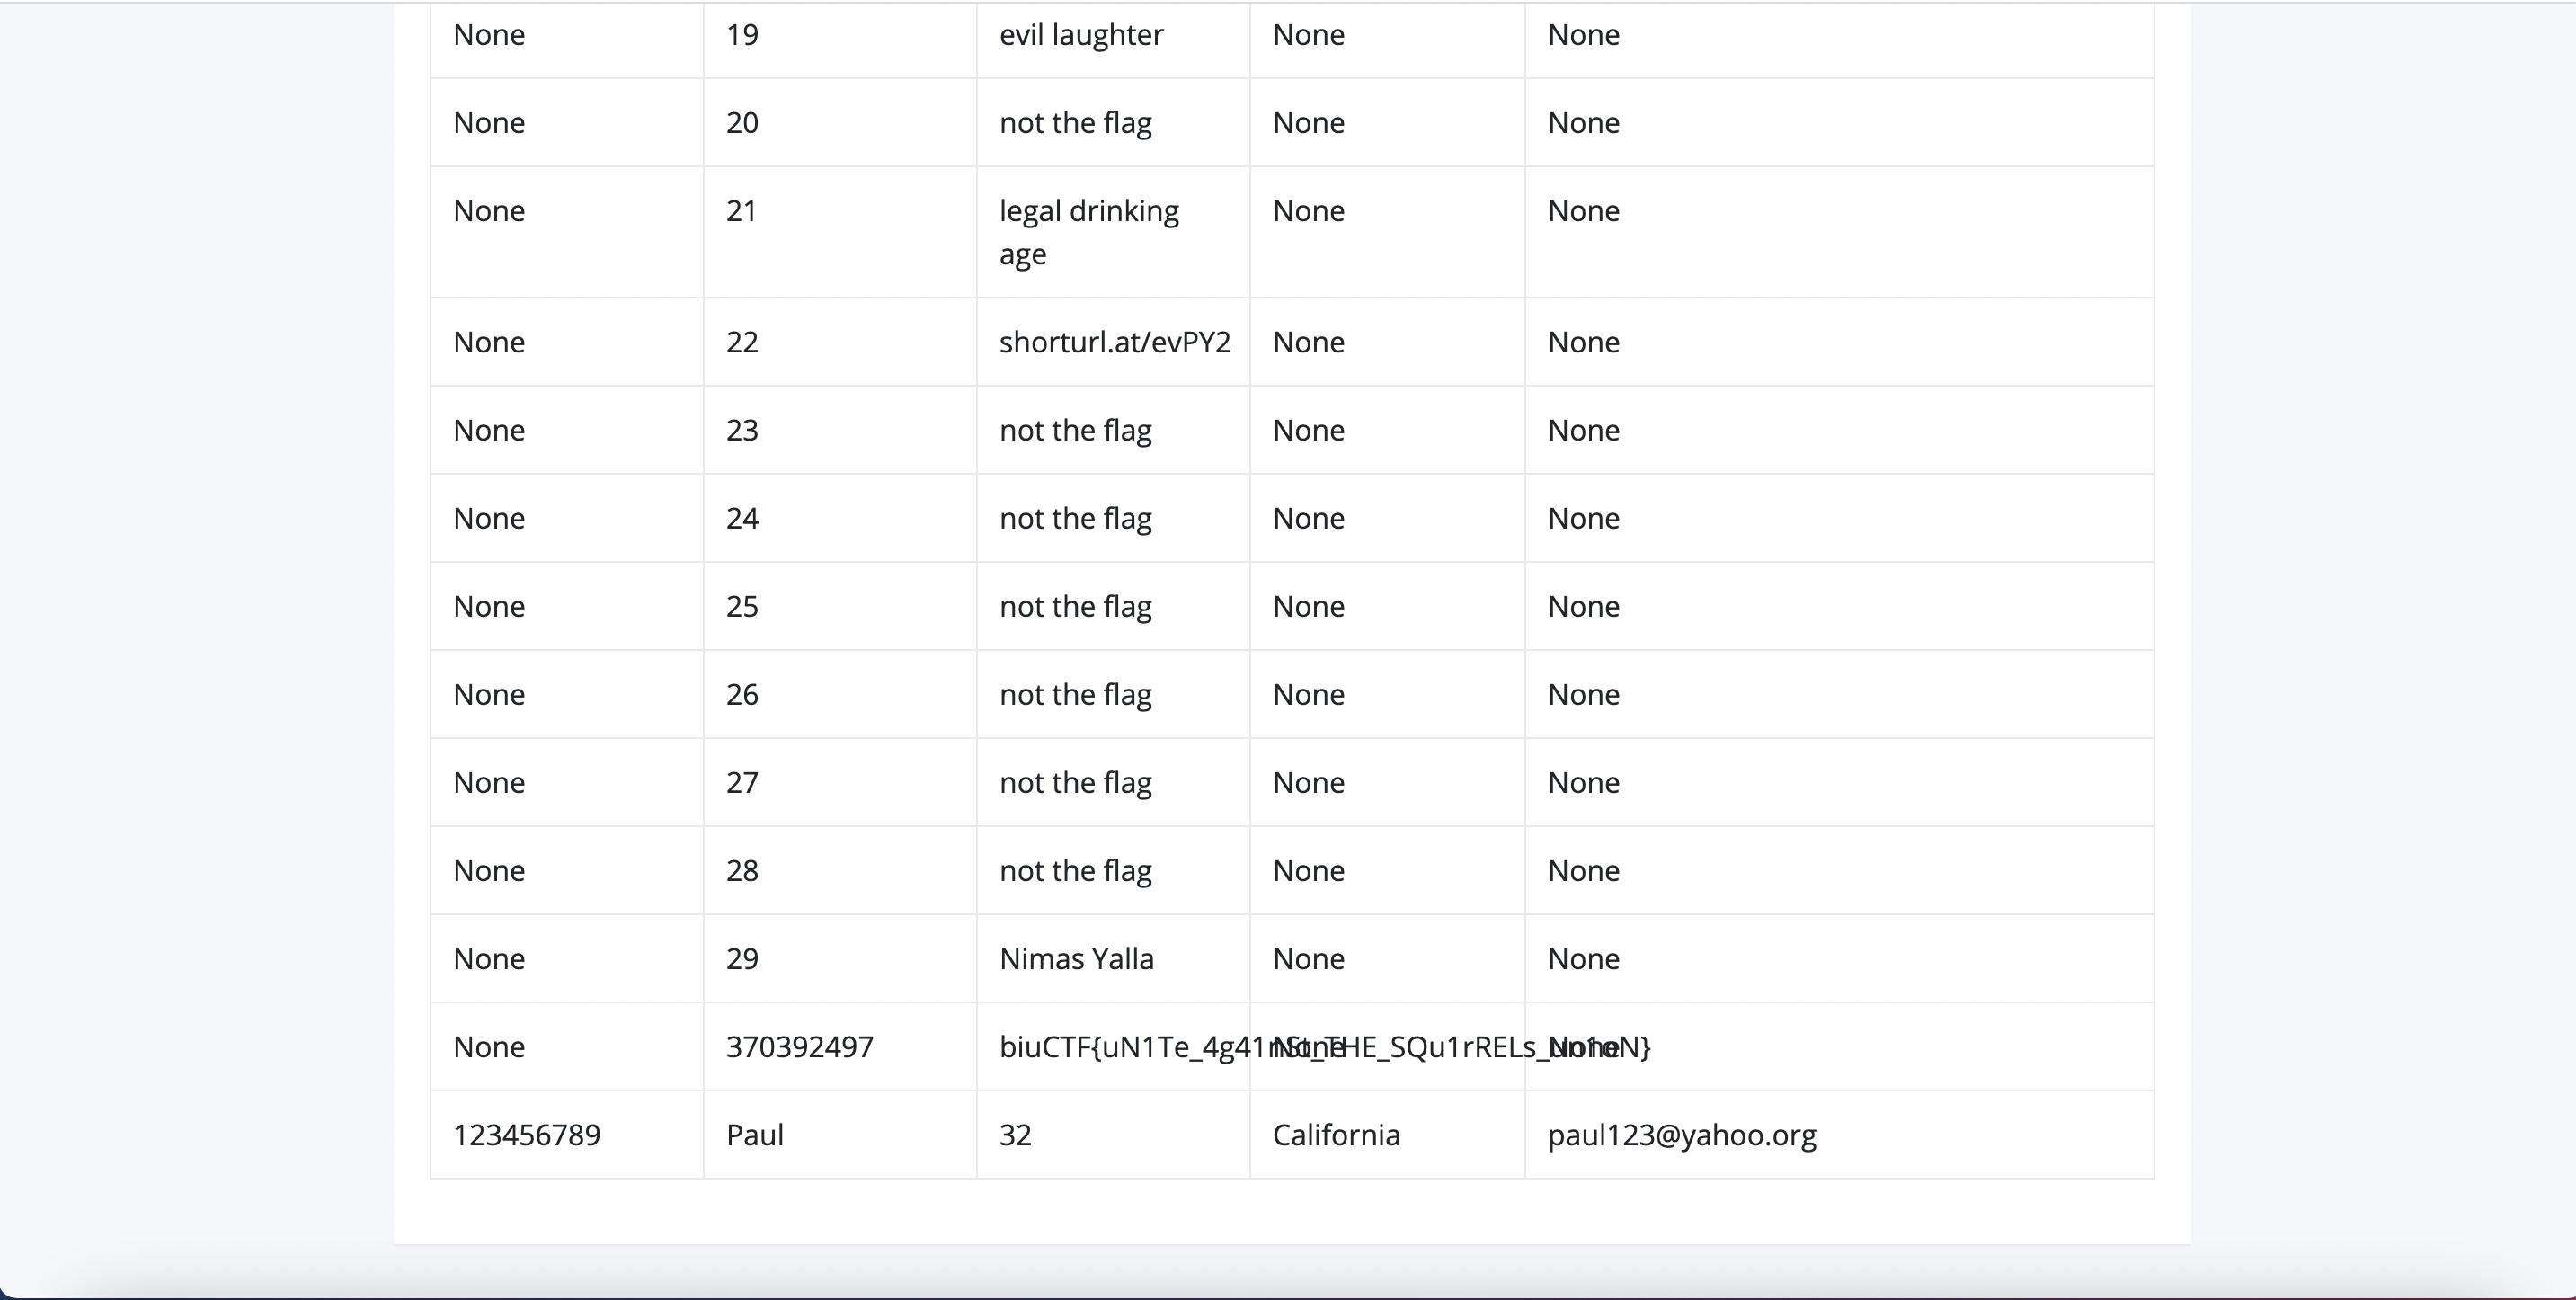 None 19 evil laughter None None
None 20 not the flag None None
None 21 legal drinking None None
age
None 22 shorturl.at/evPY2 None None
None 23 not the flag None None
None 24 not the flag None None
None 25 not the flag None None
None 26 not the flag None None
None 27 not the flag None None
None 28 not the flag None None
None 29 Nimas Yalla None None
None 370392497 biuCTF{uN1Te_4g41nSt_THE_SQu1rRELs_un1oN} None None
123456789 Paul 32 California paul123@yahoo.org